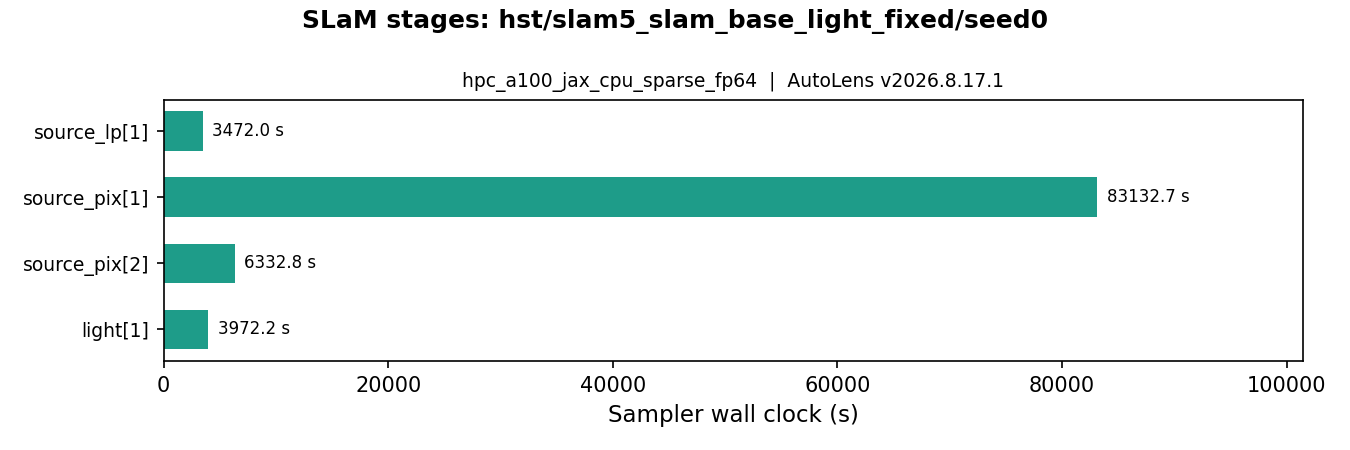 SLaM stages: hst/slam5_slam_base_light_fixed/seed0
hpc_a100_jax_cpu_sparse_fp64 | AutoLens v2026.8.17.1
source_lp[1] 3472.0 s
source_pix[1] 83132.7 s
source_pix[2] 6332.8 s
light[1] 3972.2 s
0 20000 40000 60000 80000 100000
Sampler wall clock (s)